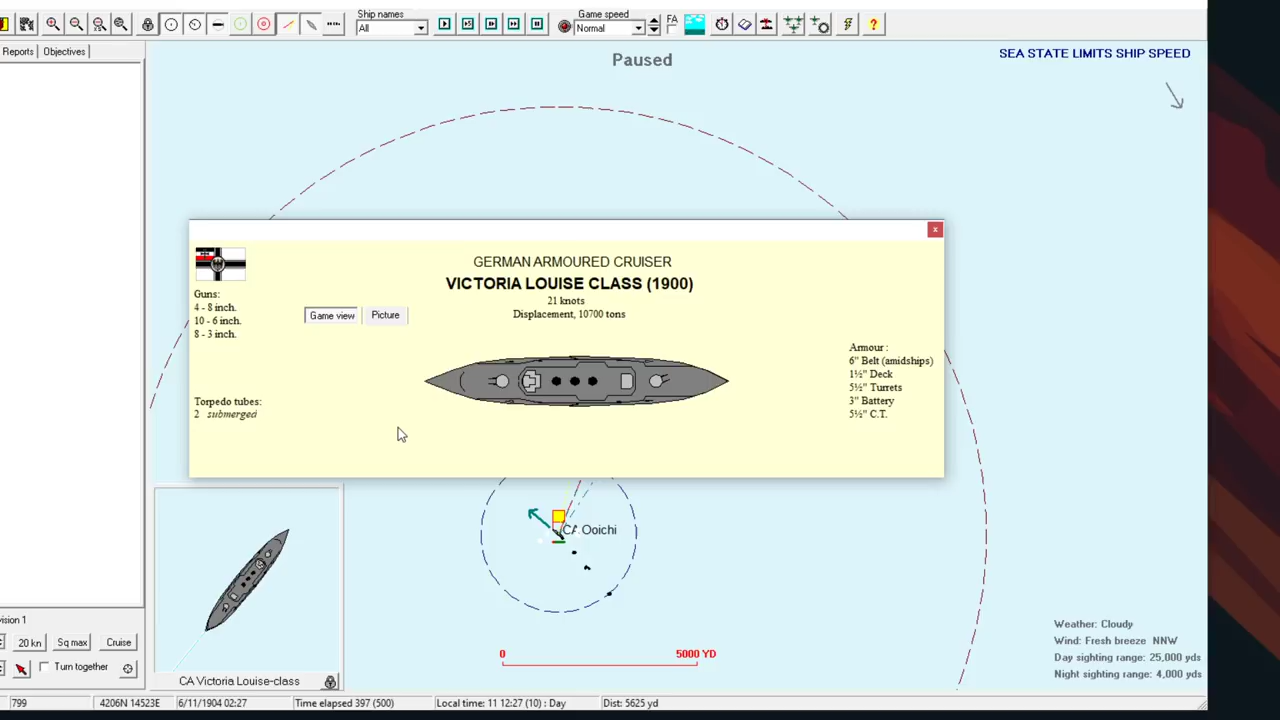 Ship names
Game speed
FA
All
Normal
Reports
Objectives
SEA STATE LIMITS SHIP SPEED
Paused
x
GERMAN ARMOURED CRUISER
VICTORIA LOUISE CLASS (1900)
21 knots
Displacement, 10700 tons
Guns:
4 - 8 inch.
10 - 6 inch.
8 - 3 inch.
Game view
Picture
Torpedo tubes:
2 submerged
Armour :
6" Belt (amidships)
1½" Deck
5½" Turrets
3" Battery
5½" C.T.
CA Ooichi
0
5000 YD
vision 1
20 kn
Sq max
Cruise
Turn together
CA Victoria Louise-class
Weather: Cloudy
Wind: Fresh breeze NNW
Day sighting range: 25,000 yds
Night sighting range: 4,000 yds
799
4206N 14523E
6/11/1904 02:27
Time elapsed 397 (500)
Local time: 11 12:27 (10) : Day
Dist: 5625 yd